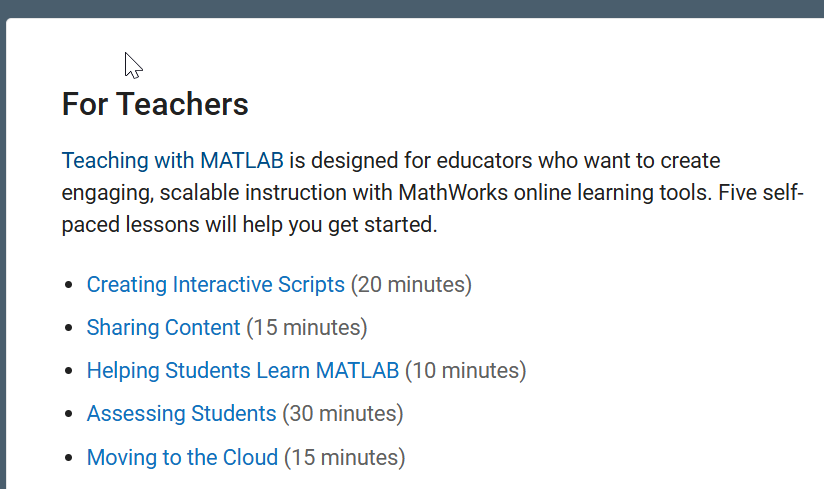 For Teachers
Teaching with MATLAB is designed for educators who want to create
engaging, scalable instruction with MathWorks online learning tools. Five self-
paced lessons will help you get started.
• Creating Interactive Scripts (20 minutes)
• Sharing Content (15 minutes)
• Helping Students Learn MATLAB (10 minutes)
• Assessing Students (30 minutes)
• Moving to the Cloud (15 minutes)